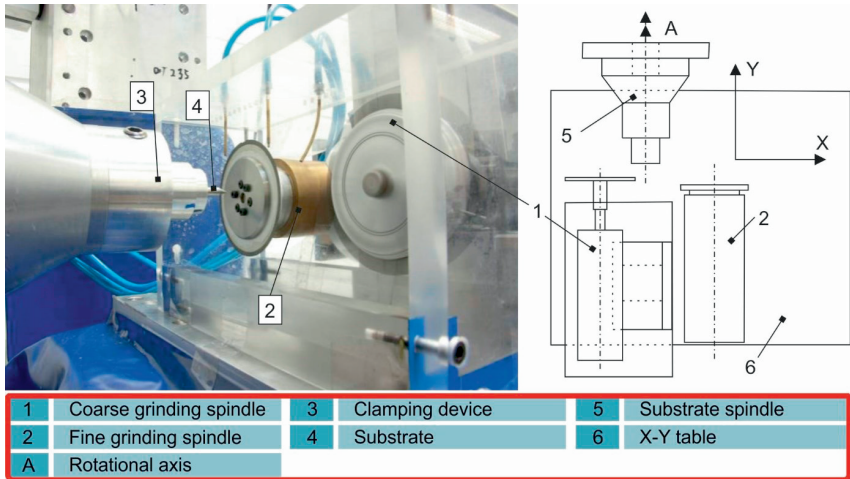 QT235
3
4
2
A
Y
X
5
1
2
6
1 Coarse grinding spindle 3 Clamping device 5 Substrate spindle
2 Fine grinding spindle 4 Substrate 6 X-Y table
A Rotational axis